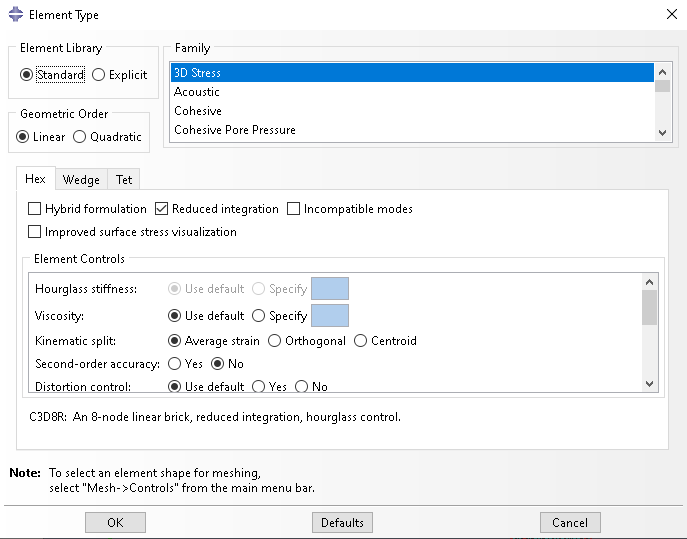 Element Type
Element Library
Standard Explicit
Geometric Order
Linear Quadratic
Family
3D Stress
Acoustic
Cohesive
Cohesive Pore Pressure
Hex Wedge Tet
Hybrid formulation Reduced integration Incompatible modes
Improved surface stress visualization
Element Controls
Hourglass stiffness: Use default Specify
Viscosity: Use default Specify
Kinematic split: Average strain Orthogonal Centroid
Second-order accuracy: Yes No
Distortion control: Use default Yes No
C3D8R: An 8-node linear brick, reduced integration, hourglass control.
Note: To select an element shape for meshing,
select "Mesh->Controls" from the main menu bar.
OK Defaults Cancel